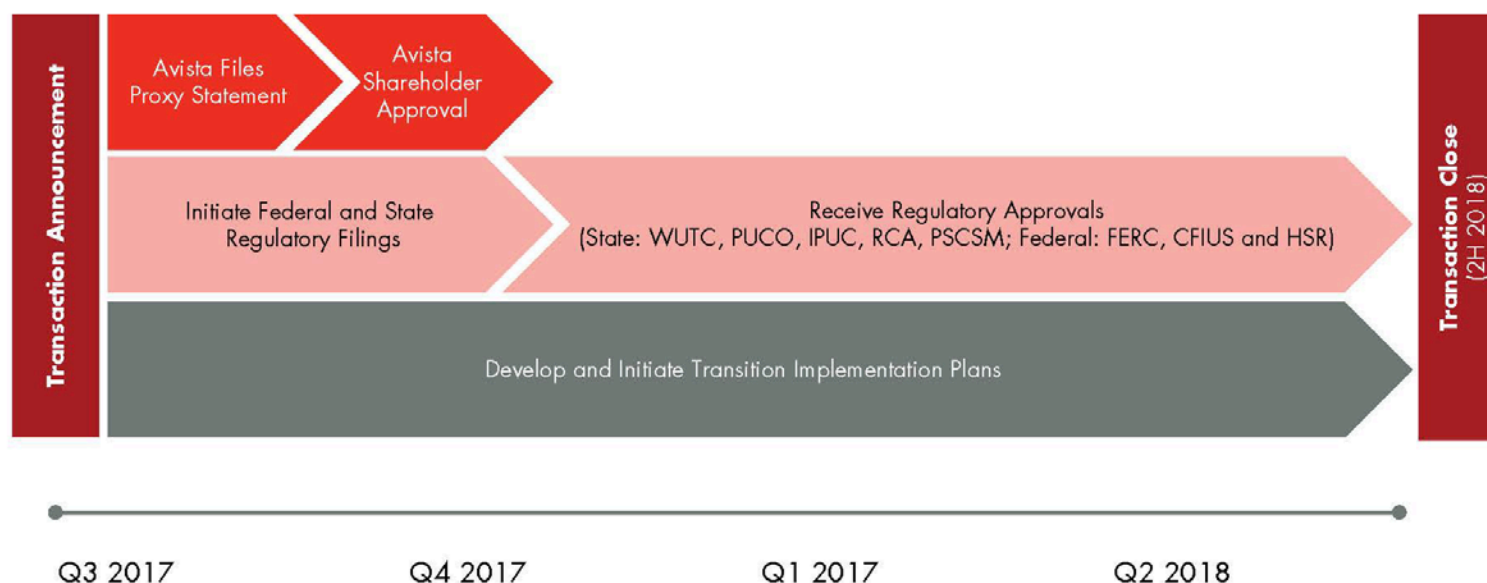 Transaction Announcement
Avista Files
Proxy Statement
Avista
Shareholder
Approval
Initiate Federal and State
Regulatory Filings
Receive Regulatory Approvals
(State: WUTC, PUCO, IPUC, RCA, PSCSM; Federal: FERC, CFIUS and HSR)
Develop and Initiate Transition Implementation Plans
Transaction Close
(2H 2018)
Q3 2017
Q4 2017
Q1 2017
Q2 2018